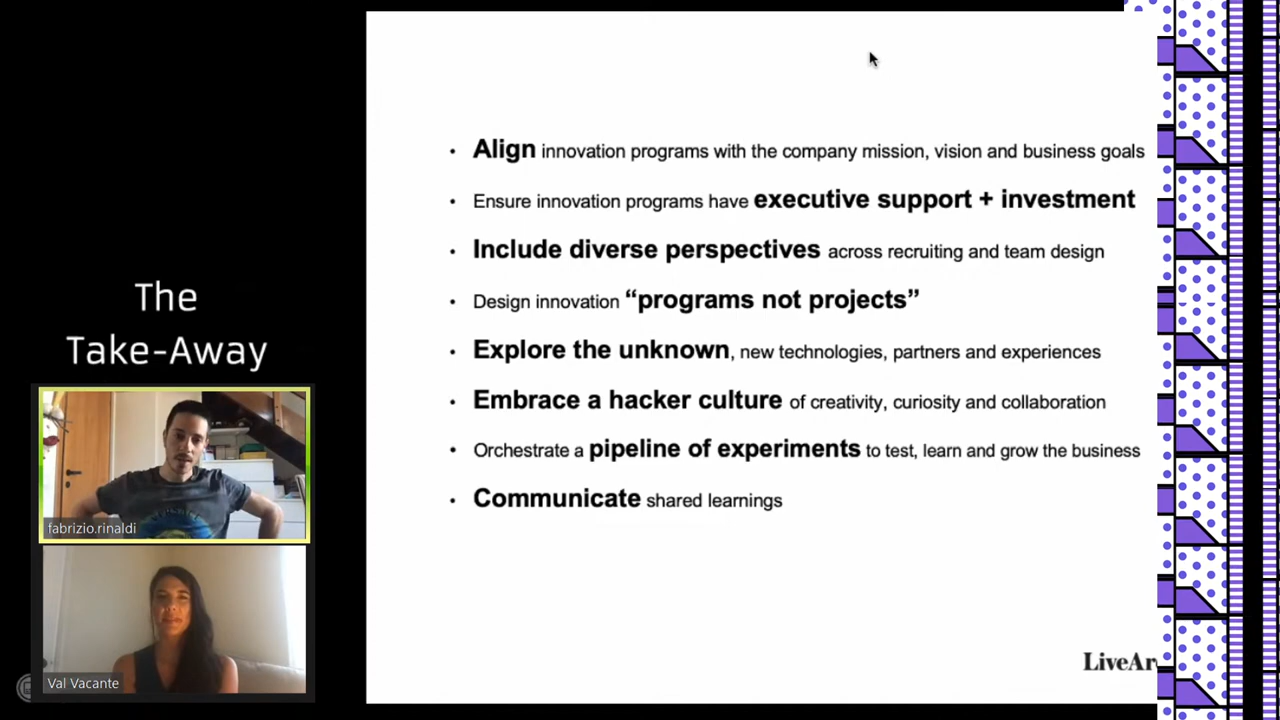 The
Take-Away
fabrizio.rinaldi
Val Vacante
• Align innovation programs with the company mission, vision and business goals
• Ensure innovation programs have executive support + investment
• Include diverse perspectives across recruiting and team design
• Design innovation “programs not projects”
• Explore the unknown, new technologies, partners and experiences
• Embrace a hacker culture of creativity, curiosity and collaboration
• Orchestrate a pipeline of experiments to test, learn and grow the business
• Communicate shared learnings